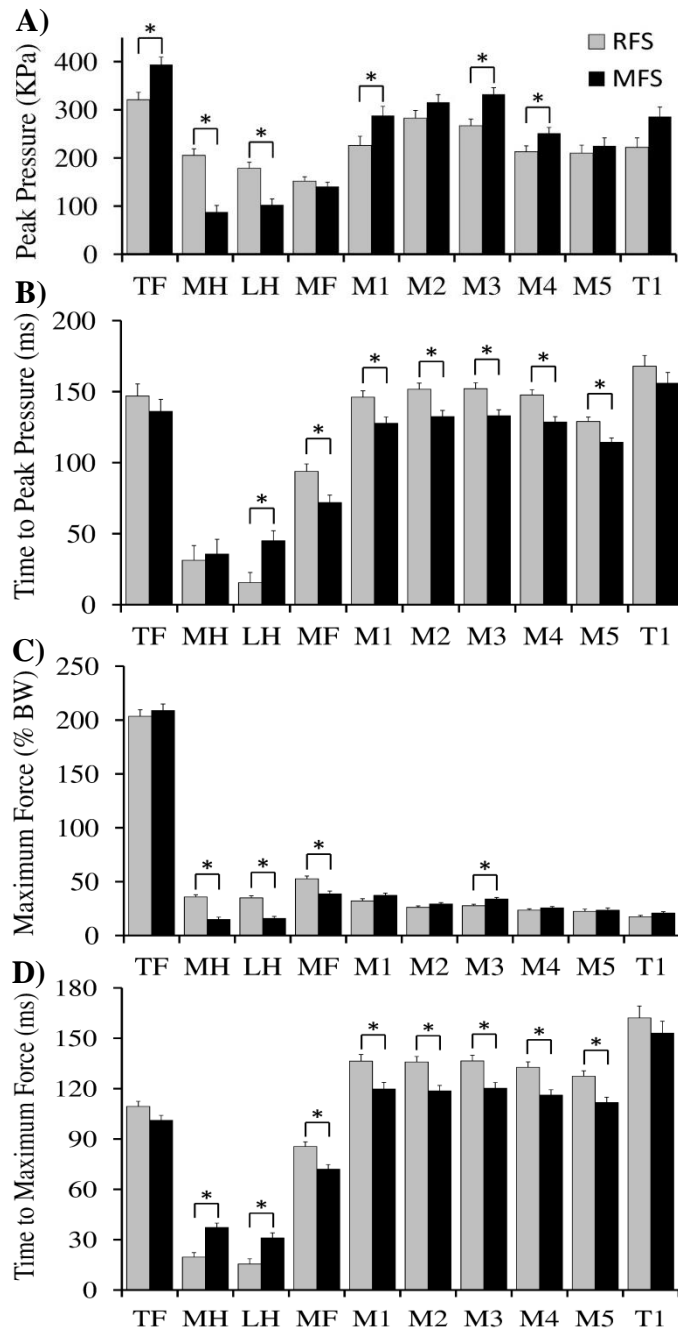 A)
Peak Pressure (KPa)
400
300
200
100
0
* * * * * *
RFS
MFS
TF MH LH MF M1 M2 M3 M4 M5 T1
B)
Time to Peak Pressure (ms)
200
150
100
50
0
* * * * * * *
TF MH LH MF M1 M2 M3 M4 M5 T1
C)
Maximum Force (% BW)
250
200
150
100
50
0
* * * *
TF MH LH MF M1 M2 M3 M4 M5 T1
D)
Time to Maximum Force (ms)
180
150
120
90
60
30
0
* * * * * * * *
TF MH LH MF M1 M2 M3 M4 M5 T1